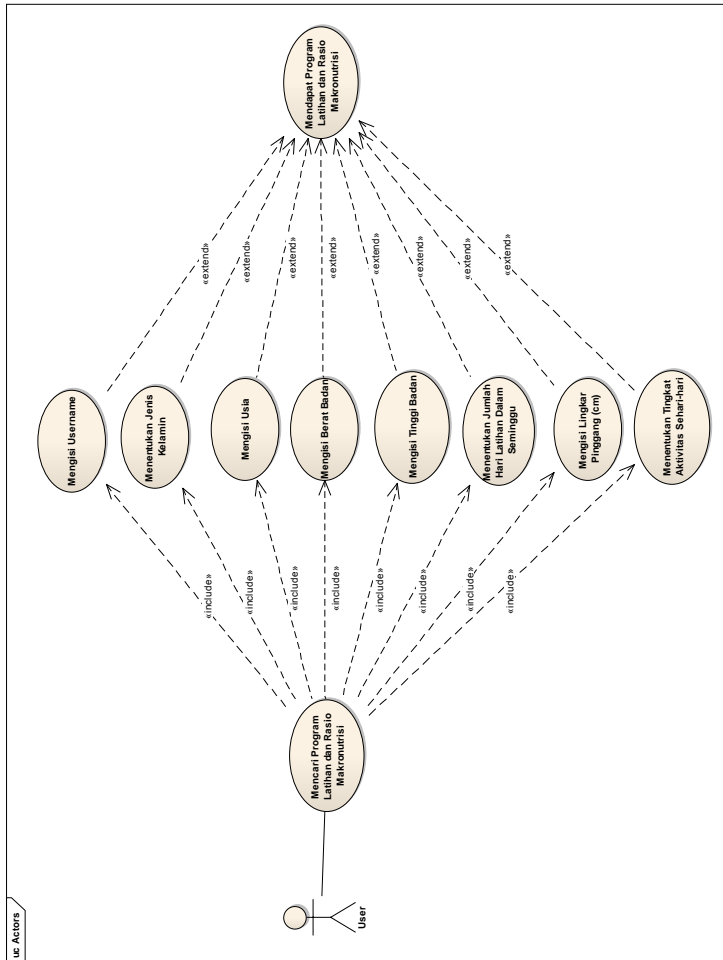 uc Actors
User
Mencari Program
Latihan dan Rasio
Makronutrisi
«include»
«include»
«include»
«include»
«include»
«include»
«include»
«include»
Mengisi Username
Menentukan Jenis
Kelamin
Mengisi Usia
Mengisi Berat Badan
Mengisi Tinggi Badan
Menentukan Jumlah
Hari Latihan Dalam
Seminggu
Mengisi Lingkar
Pinggang (cm)
Menentukan Tingkat
Aktivitas Sehari-hari
«extend»
«extend»
«extend»
«extend»
«extend»
«extend»
«extend»
«extend»
Mendapat Program
Latihan dan Rasio
Makronutrisi